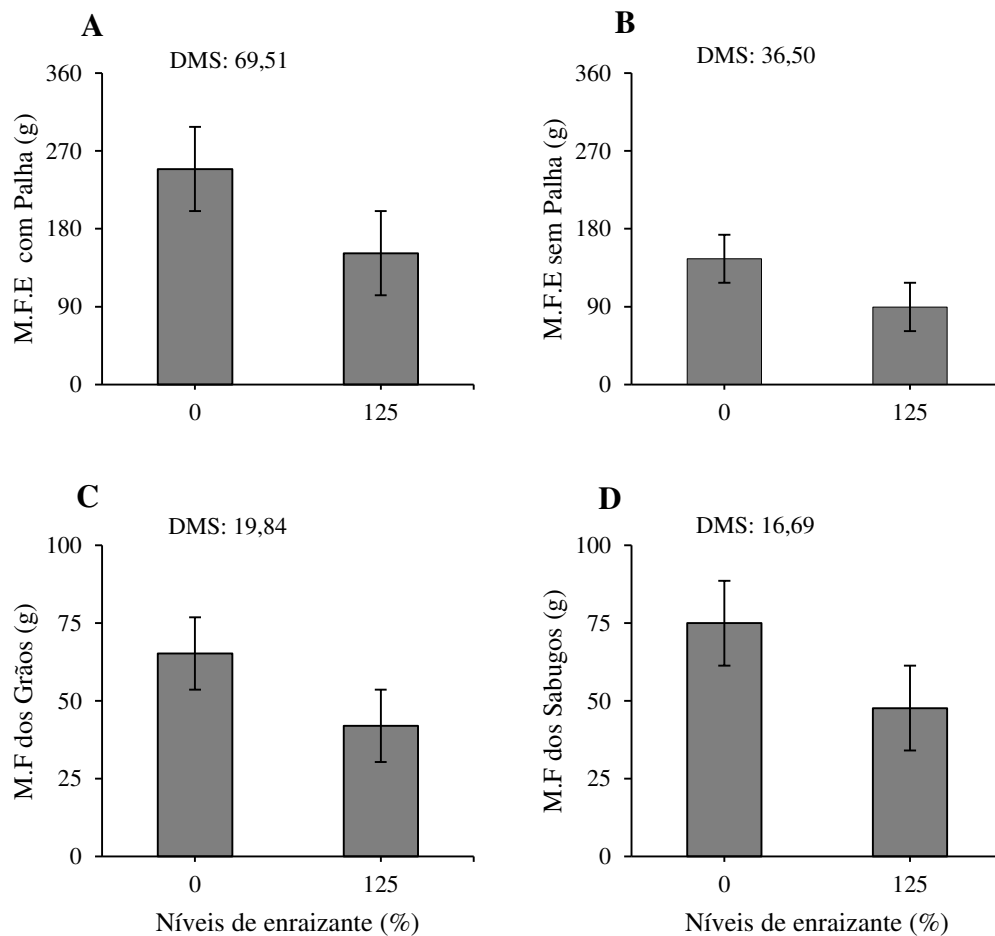 A
DMS: 69,51
M.F.E com Palha (g)
360
270
180
90
0
0
125
B
DMS: 36,50
M.F.E sem Palha (g)
360
270
180
90
0
0
125
C
DMS: 19,84
M.F dos Grãos (g)
100
75
50
25
0
0
125
Níveis de enraizante (%)
D
DMS: 16,69
M.F dos Sabugos (g)
100
75
50
25
0
0
125
Níveis de enraizante (%)